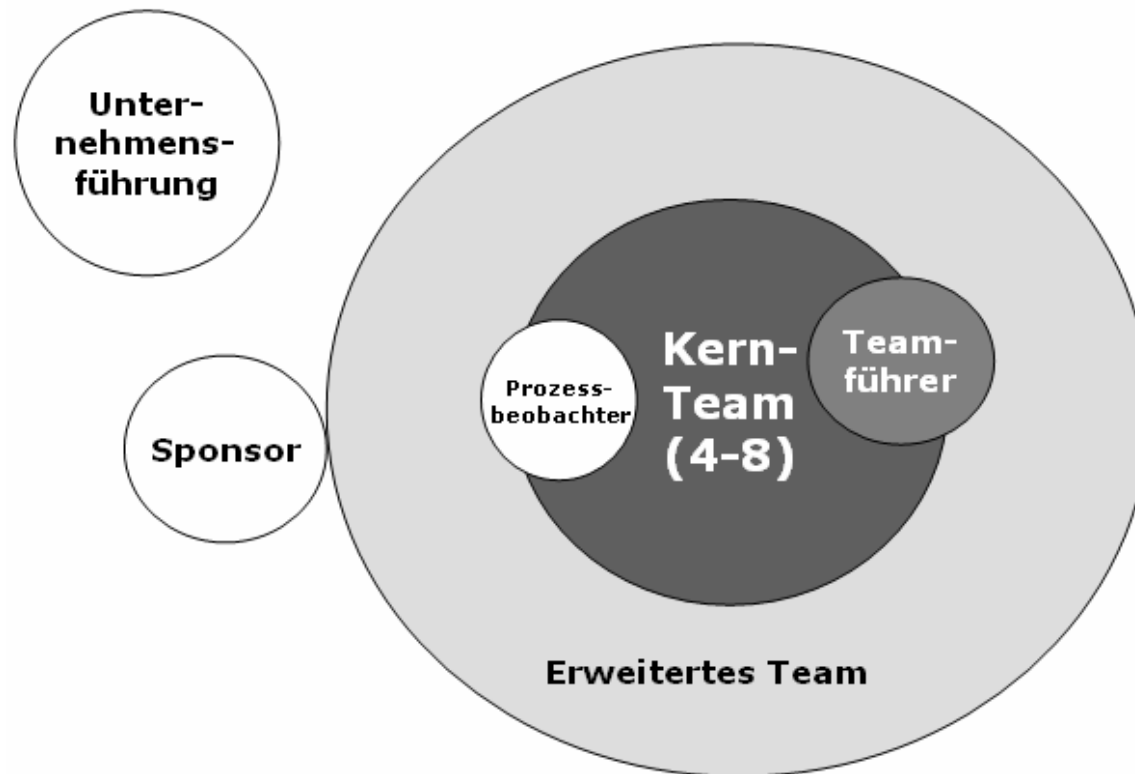 Unter-
nehmens-
führung
Kern-
Team
(4-8)
Team-
führer
Prozess-
beobachter
Sponsor
Erweitertes Team